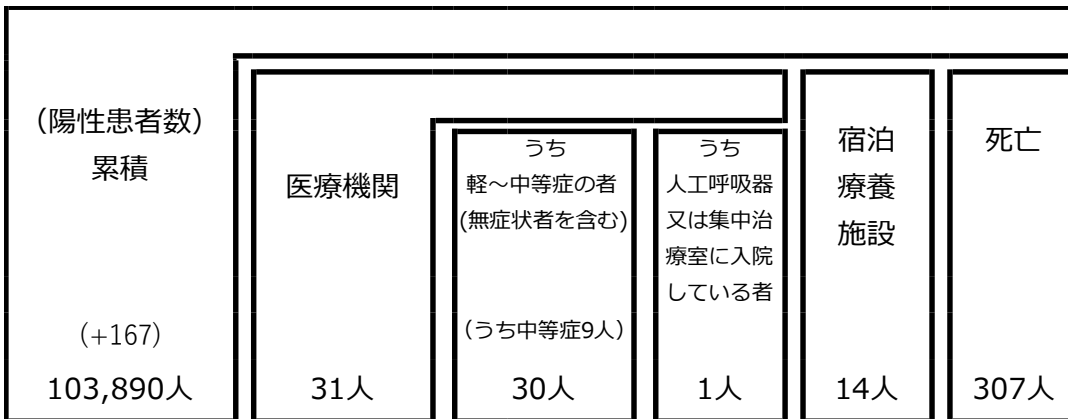 （陽性患者数）
累積
（+167）
103,890人
医療機関
31人
うち
軽～中等症の者
(無症状者を含む)
（うち中等症9人）
30人
うち
人工呼吸器
又は集中治
療室に入院
している者
1人
宿泊
療養
施設
14人
死亡
307人